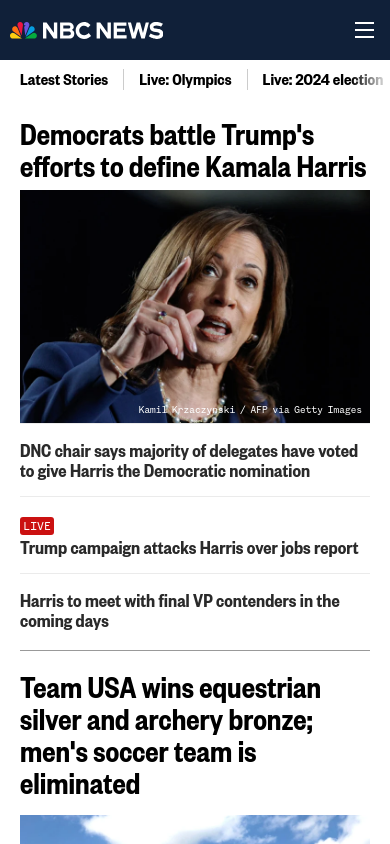 NBC NEWS
Latest Stories
Live: Olympics
Live: 2024 election
Democrats battle Trump's
efforts to define Kamala Harris
Kamil Krzaczynski / AFP via Getty Images
DNC chair says majority of delegates have voted
to give Harris the Democratic nomination
LIVE
Trump campaign attacks Harris over jobs report
Harris to meet with final VP contenders in the
coming days
Team USA wins equestrian
silver and archery bronze;
men's soccer team is
eliminated